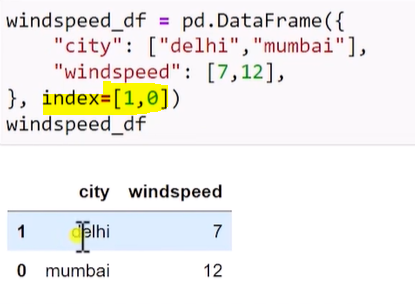 windspeed_df = pd.DataFrame({
"city": ["delhi","mumbai"],
"windspeed": [7,12],
}, index=[1,0])
windspeed_df
city windspeed
1 delhi 7
0 mumbai 12